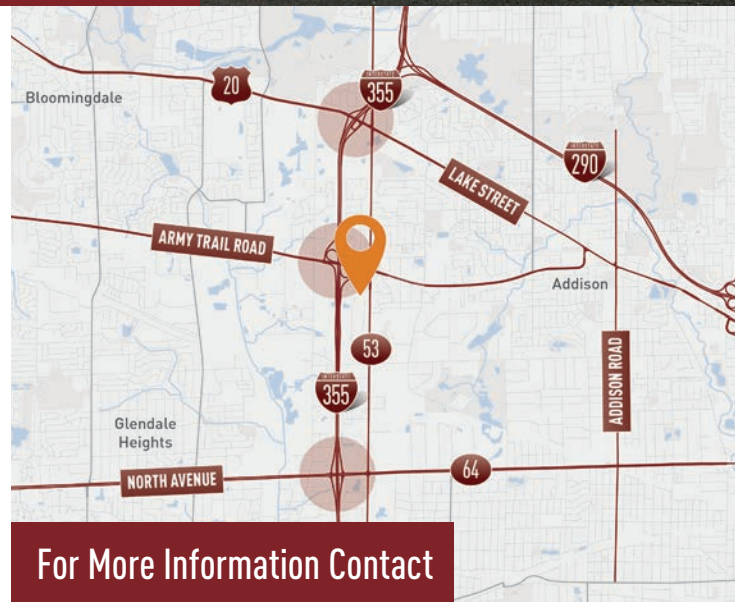 Bloomingdale
20
INTERSTATE
355
INTERSTATE
290
LAKE STREET
ARMY TRAIL ROAD
Addison
53
INTERSTATE
355
ADDISON ROAD
Glendale
Heights
64
NORTH AVENUE
For More Information Contact